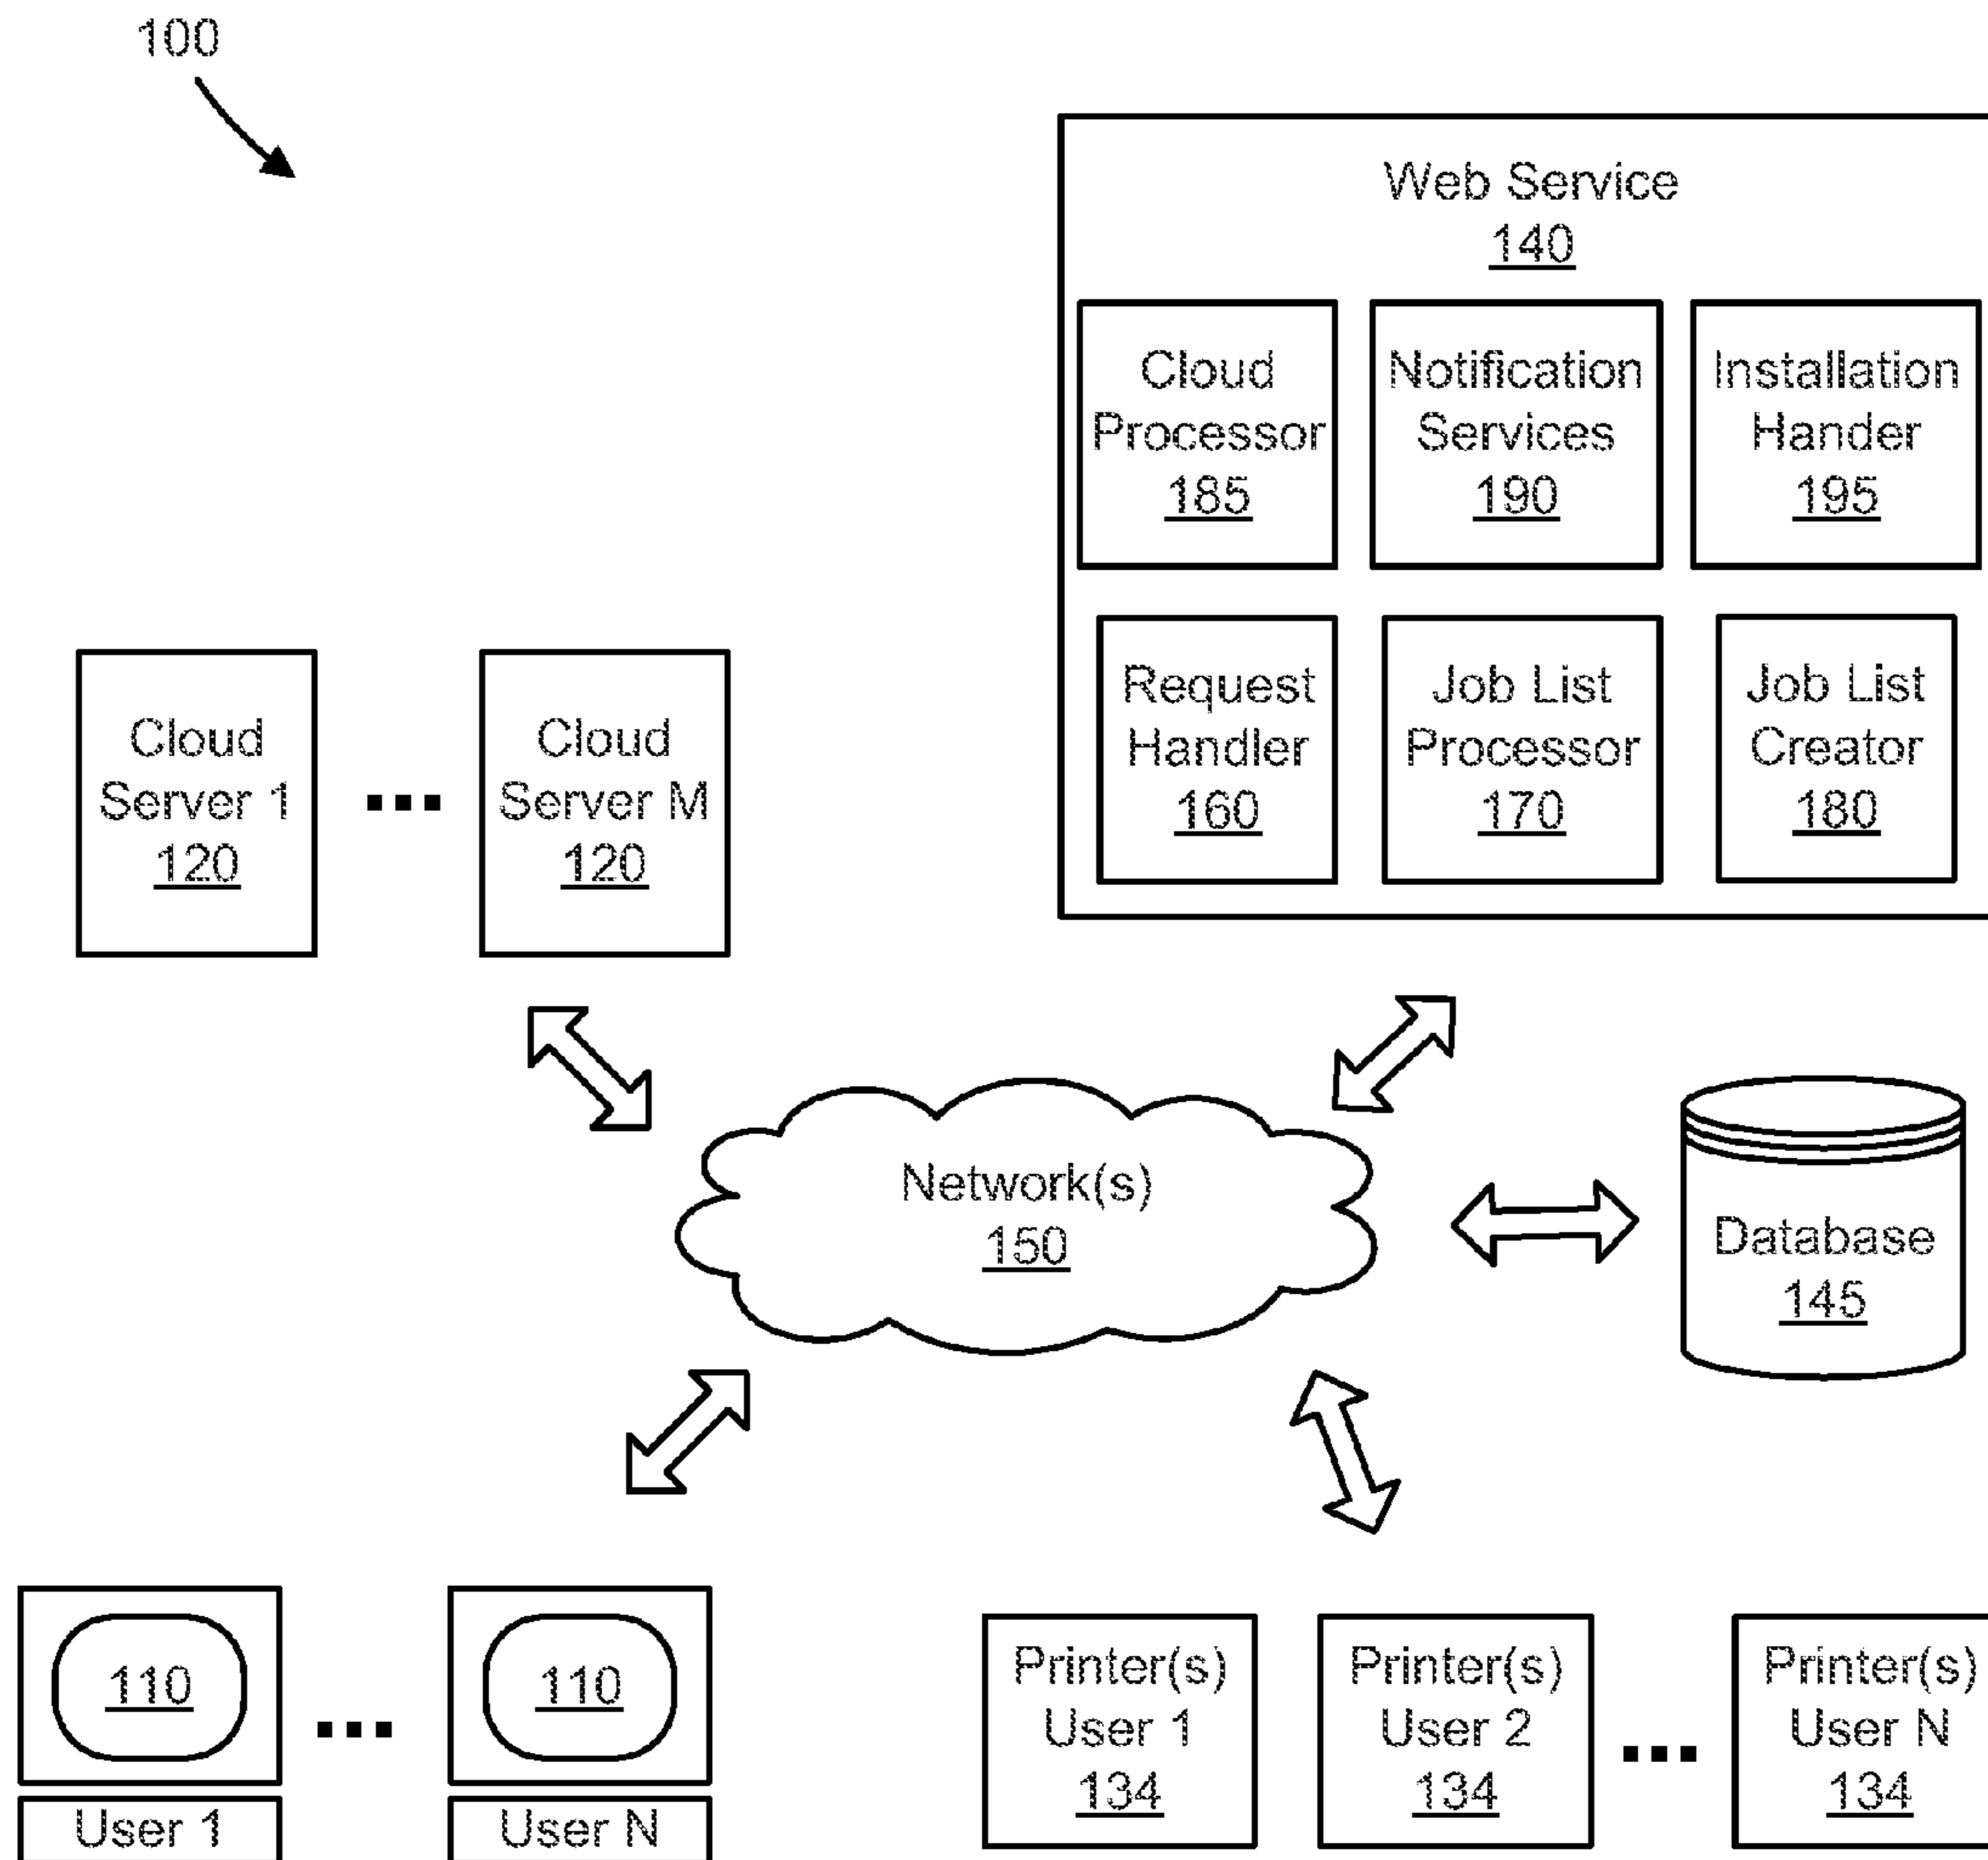 100
Web Service
140
Cloud
Processor
185
Notification
Services
190
Installation
Hander
195
Request
Handler
160
Job List
Processor
170
Job List
Creator
180
Cloud
Server 1
120
Cloud
Server M
120
Network(s)
150
Database
145
110
User 1
110
User N
Printer(s)
User 1
134
Printer(s)
User 2
134
Printer(s)
User N
134